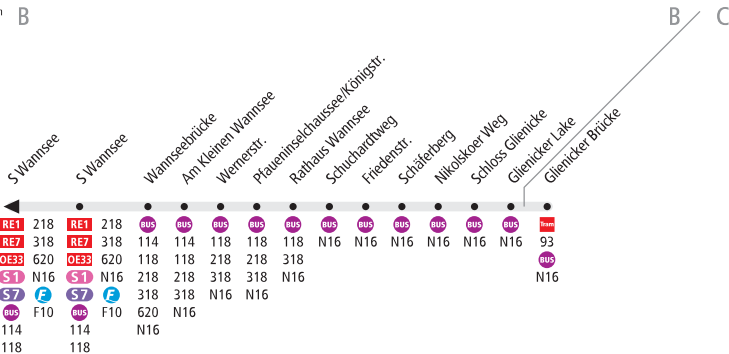 B
B
C
S Wannsee
S Wannsee
Wannseebrücke
Am Kleinen Wannsee
Wernerstr.
Pfaueninselchaussee/Königstr.
Rathaus Wannsee
Schuchardtweg
Friedenstr.
Schäferberg
Nikolskoer Weg
Schloss Glienicke
Glienicker Lake
Glienicker Brücke
RE1 218 RE1 218 BUS BUS BUS BUS BUS BUS BUS BUS BUS BUS BUS Tram
RE7 318 RE7 318 114 114 118 118 118 N16 N16 N16 N16 N16 N16 93
OE33 620 OE33 620 118 118 218 218 318 BUS
S1 N16 S1 N16 218 218 318 318 N16 N16
S7 F S7 F 318 318 N16 N16
BUS F10 BUS F10 620 N16
114 114 N16
118 118